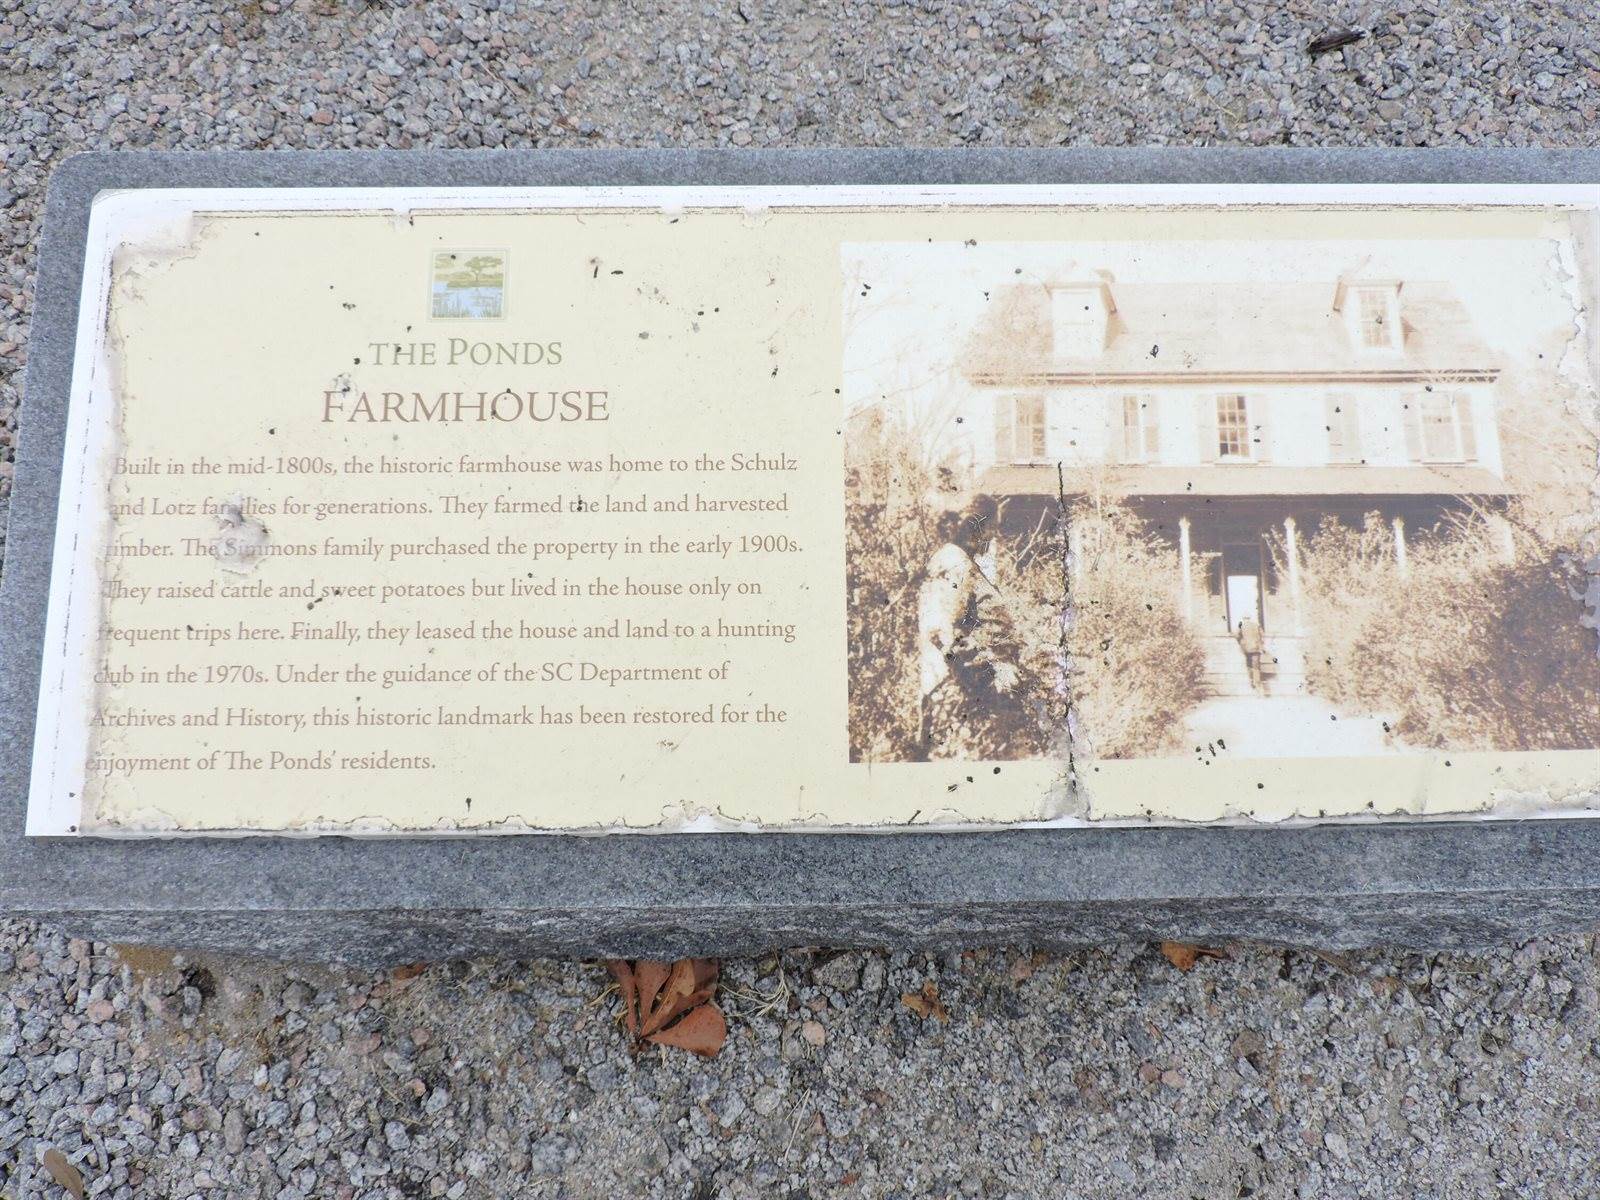 THE PONDS
FARMHOUSE
Built in the mid-1800s, the historic farmhouse was home to the Schulz
and Lotz families for generations. They farmed the land and harvested
timber. The Simmons family purchased the property in the early 1900s.
They raised cattle and sweet potatoes but lived in the house only on
frequent trips here. Finally, they leased the house and land to a hunting
club in the 1970s. Under the guidance of the SC Department of
Archives and History, this historic landmark has been restored for the
enjoyment of The Ponds' residents.